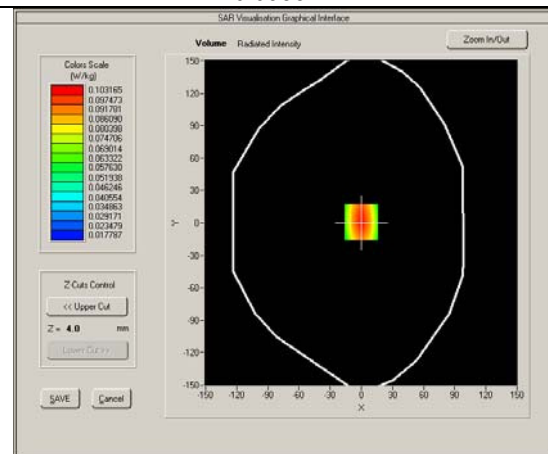 SAR Visualisation Graphical Interface
Volume Radiated Intensity
Zoom In/Out
Colors Scale
(W/kg)
0.103165
0.097473
0.091781
0.086090
0.080398
0.074706
0.069014
0.063322
0.057630
0.051938
0.046246
0.040554
0.034863
0.029171
0.023479
0.017787
Z-Cuts Control
<< Upper Cut
Z = 4.0 mm
Lower Cut >>
SAVE Cancel
150
120
90
60
30
0
-30
-60
-90
-120
-150
Y
-150 -120 -90 -60 -30 0 30 60 90 120 150
X